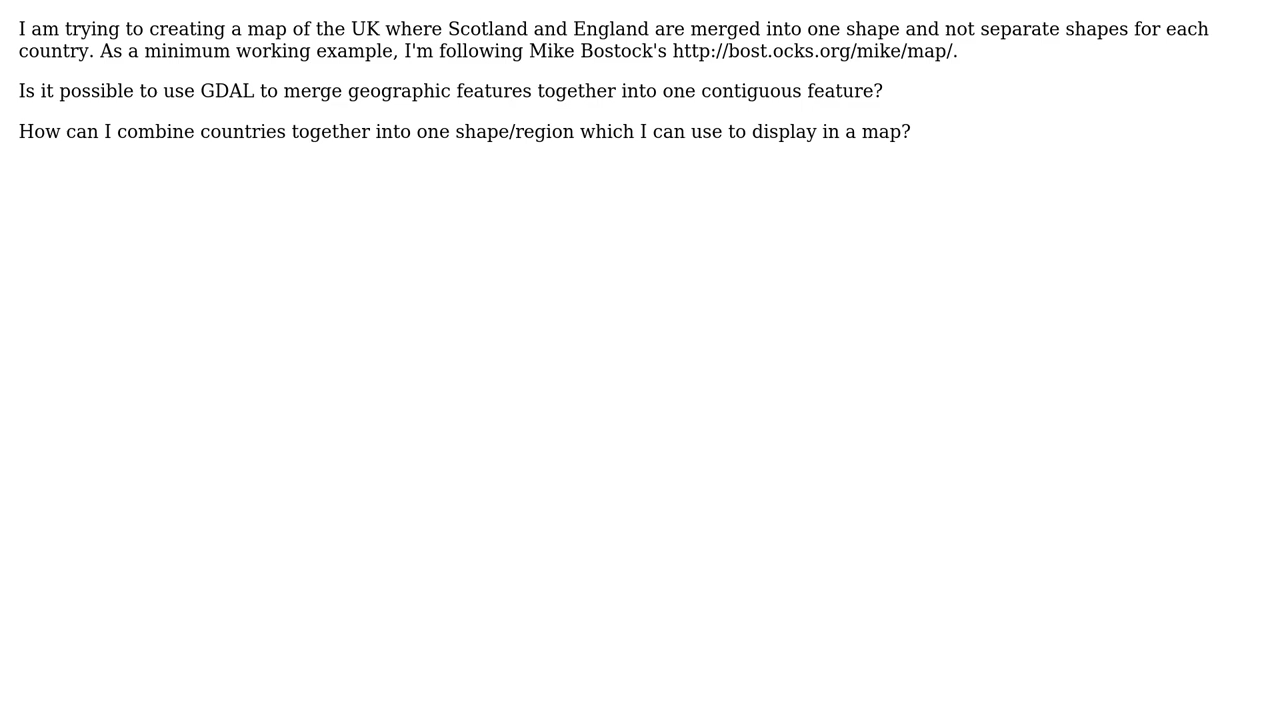 I am trying to creating a map of the UK where Scotland and England are merged into one shape and not separate shapes for each
country. As a minimum working example, I'm following Mike Bostock's http://bost.ocks.org/mike/map/.
Is it possible to use GDAL to merge geographic features together into one contiguous feature?
How can I combine countries together into one shape/region which I can use to display in a map?